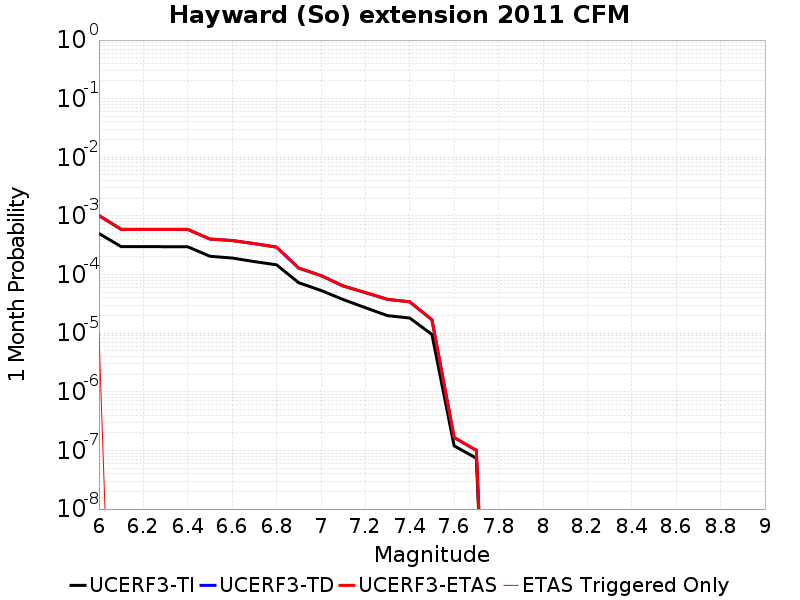 Hayward (So) extension 2011 CFM
10^0
10^-1
10^-2
10^-3
10^-4
10^-5
10^-6
10^-7
10^-8
1 Month Probability
6 6.2 6.4 6.6 6.8 7 7.2 7.4 7.6 7.8 8 8.2 8.4 8.6 8.8 9
Magnitude
UCERF3-TI UCERF3-TD UCERF3-ETAS ETAS Triggered Only